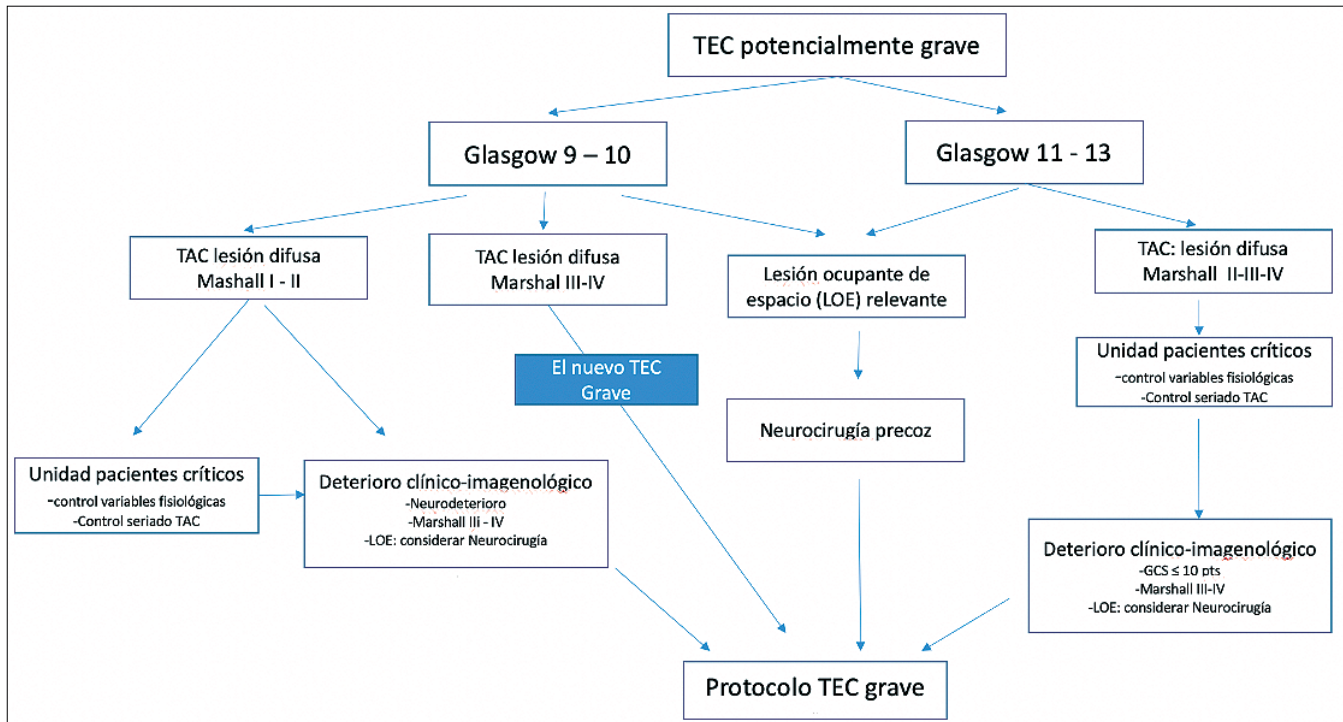 TEC potencialmente grave
Glasgow 9 – 10
Glasgow 11 - 13
TAC lesión difusa
Mashall I - II
TAC lesión difusa
Marshal III-IV
Lesión ocupante de
espacio (LOE) relevante
TAC: lesión difusa
Marshall II-III-IV
El nuevo TEC
Grave
Unidad pacientes críticos
-control variables fisiológicas
-Control seriado TAC
Neurocirugía precoz
Unidad pacientes críticos
-control variables fisiológicas
-Control seriado TAC
Deterioro clínico-imagenológico
-Neurodeterioro
-Marshall IIi - IV
-LOE: considerar Neurocirugía
Deterioro clínico-imagenológico
-GCS ≤ 10 pts
-Marshall III-IV
-LOE: considerar Neurocirugía
Protocolo TEC grave